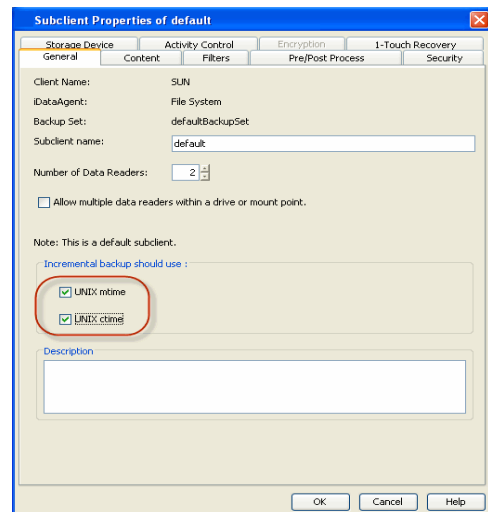 Subclient Properties of default
Storage Device Activity Control Encryption 1-Touch Recovery
General Content Filters Pre/Post Process Security
Client Name: SUN
iDataAgent: File System
Backup Set: defaultBackupSet
Subclient name: default
Number of Data Readers: 2
Allow multiple data readers within a drive or mount point.
Note: This is a default subclient.
Incremental backup should use :
UNIX mtime
UNIX ctime
Description
OK Cancel Help